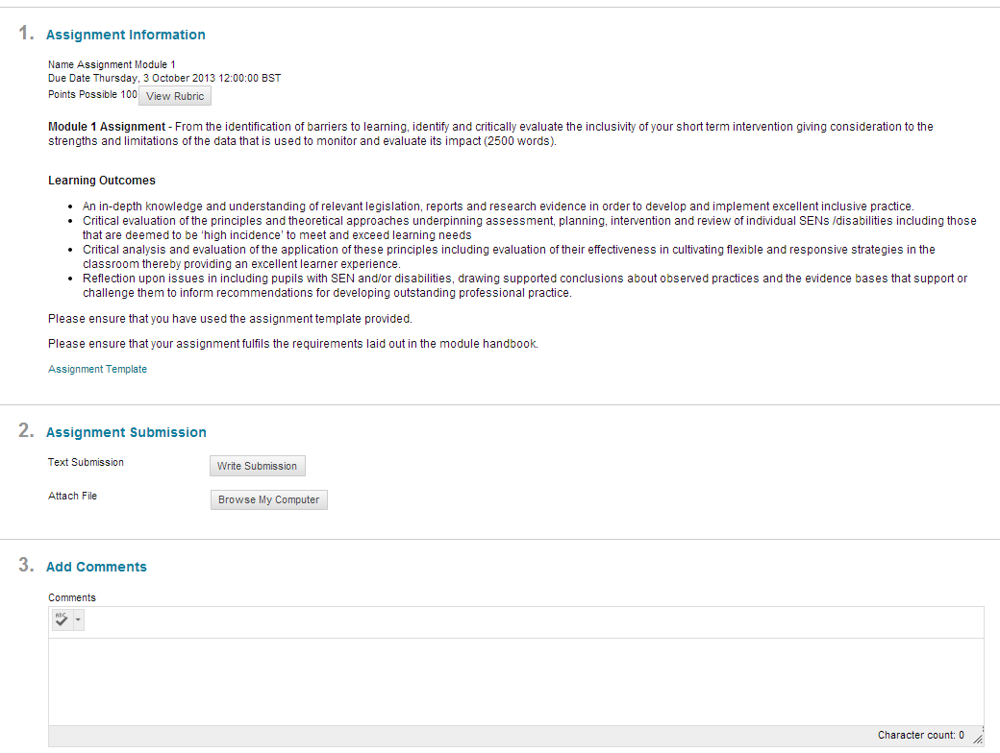 1. Assignment Information
Name Assignment Module 1
Due Date Thursday, 3 October 2013 12:00:00 BST
Points Possible 100 View Rubric
Module 1 Assignment - From the identification of barriers to learning, identify and critically evaluate the inclusivity of your short term intervention giving consideration to the
strengths and limitations of the data that is used to monitor and evaluate its impact (2500 words).
Learning Outcomes
• An in-depth knowledge and understanding of relevant legislation, reports and research evidence in order to develop and implement excellent inclusive practice.
• Critical evaluation of the principles and theoretical approaches underpinning assessment, planning, intervention and review of individual SENs /disabilities including those
that are deemed to be 'high incidence' to meet and exceed learning needs
• Critical analysis and evaluation of the application of these principles including evaluation of their effectiveness in cultivating flexible and responsive strategies in the
classroom thereby providing an excellent learner experience.
• Reflection upon issues in including pupils with SEN and/or disabilities, drawing supported conclusions about observed practices and the evidence bases that support or
challenge them to inform recommendations for developing outstanding professional practice.
Please ensure that you have used the assignment template provided.
Please ensure that your assignment fulfils the requirements laid out in the module handbook.
Assignment Template
2. Assignment Submission
Text Submission Write Submission
Attach File Browse My Computer
3. Add Comments
Comments
ABC
Character count: 0